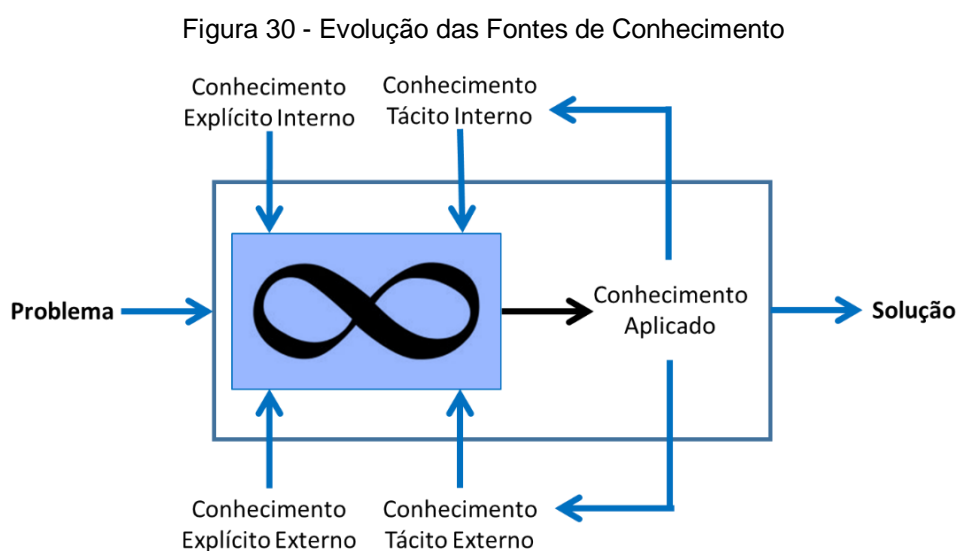 Figura 30 - Evolução das Fontes de Conhecimento
Conhecimento
Explícito Interno
Conhecimento
Tácito Interno
Problema
Conhecimento
Aplicado
Solução
Conhecimento
Explícito Externo
Conhecimento
Tácito Externo